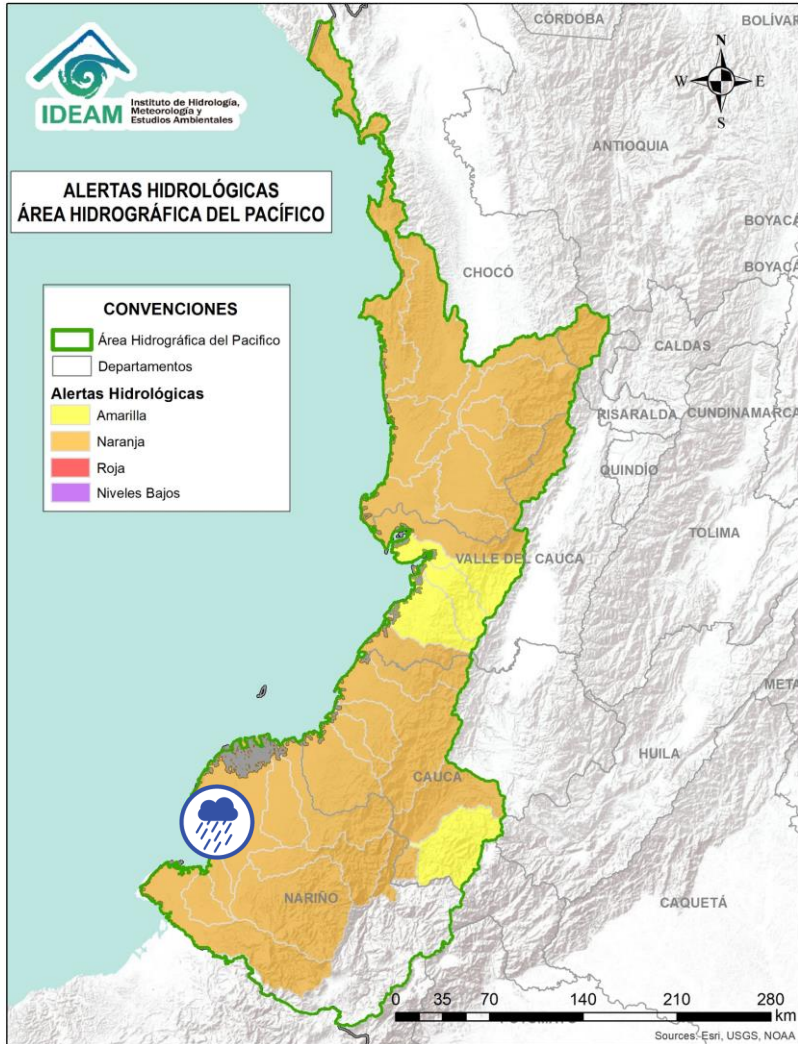 CÓRDOBA
BOLÍVAR
N
W
E
S
IDEAM
Instituto de Hidrología,
Meteorología y
Estudios Ambientales
ANTIOQUIA
ALERTAS HIDROLÓGICAS
ÁREA HIDROGRÁFICA DEL PACÍFICO
BOYACÁ
BOYACÁ
CHOCÓ
CONVENCIONES
Área Hidrográfica del Pacifico
Departamentos
Alertas Hidrológicas
Amarilla
Naranja
Roja
Niveles Bajos
CALDAS
RISARALDA
CUNDINAMARCA
QUINDÍO
TOLIMA
VALLE DEL CAUCA
META
HUILA
CAUCA
NARIÑO
CAQUETÁ
0 35 70 140 210 280
km
Sources: Esri, USGS, NOAA